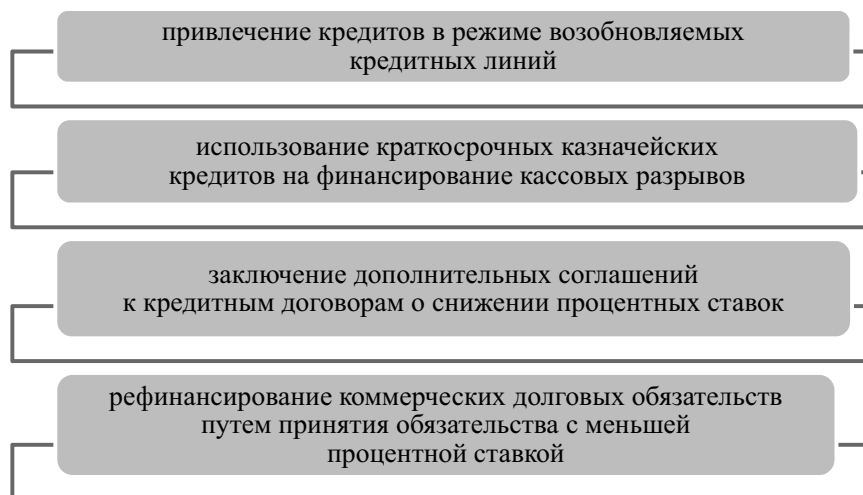 привлечение кредитов в режиме возобновляемых
кредитных линий
использование краткосрочных казначейских
кредитов на финансирование кассовых разрывов
заключение дополнительных соглашений
к кредитным договорам о снижении процентных ставок
рефинансирование коммерческих долговых обязательств
путем принятия обязательства с меньшей
процентной ставкой